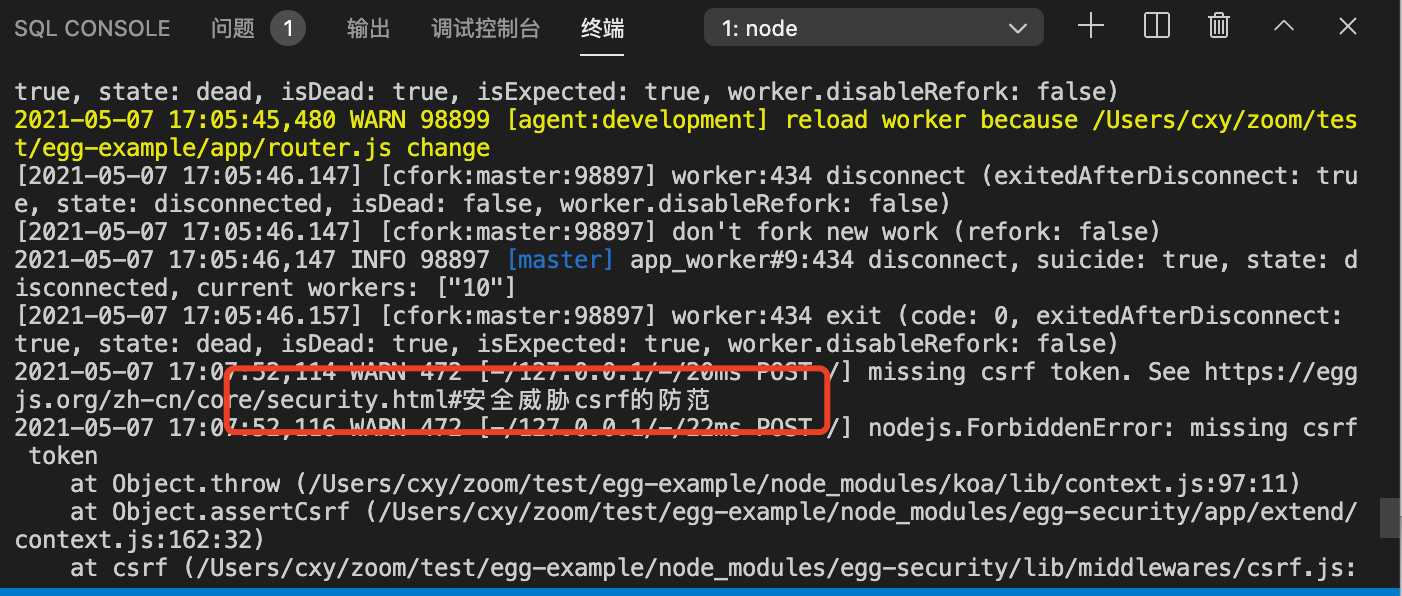 SQL CONSOLE 问题 1 输出 调试控制台 终端 1: node
true, state: dead, isDead: true, isExpected: true, worker.disableRefork: false)
2021-05-07 17:05:45,480 WARN 98899 [agent:development] reload worker because /Users/cxy/zoom/tes
t/egg-example/app/router.js change
[2021-05-07 17:05:46.147] [cfork:master:98897] worker:434 disconnect (exitedAfterDisconnect: tru
e, state: disconnected, isDead: false, worker.disableRefork: false)
[2021-05-07 17:05:46.147] [cfork:master:98897] don't fork new work (refork: false)
2021-05-07 17:05:46,147 INFO 98897 [master] app_worker#9:434 disconnect, suicide: true, state: d
isconnected, current workers: ["10"]
[2021-05-07 17:05:46.157] [cfork:master:98897] worker:434 exit (code: 0, exitedAfterDisconnect:
true, state: dead, isDead: true, isExpected: true, worker.disableRefork: false)
2021-05-07 17:07:52,114 WARN 472 [-/127.0.0.1/-/20ms POST /] missing csrf token. See https://egg
js.org/zh-cn/core/security.html#安全威胁csrf的防范
2021-05-07 17:07:52,116 WARN 472 [-/127.0.0.1/-/22ms POST /] nodejs.ForbiddenError: missing csrf
token
at Object.throw (/Users/cxy/zoom/test/egg-example/node_modules/koa/lib/context.js:97:11)
at Object.assertCsrf (/Users/cxy/zoom/test/egg-example/node_modules/egg-security/app/extend/
context.js:162:32)
at csrf (/Users/cxy/zoom/test/egg-example/node_modules/egg-security/lib/middlewares/csrf.js: